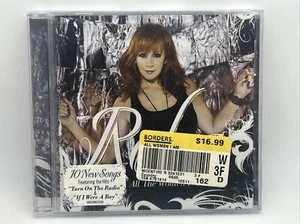 BORDERS.
$16.99
ALL WOMEN I AM
W
3F
D
162
10 New Songs
Featuring the Hits
"Turn On The Radio"
"If I Were A Boy"
All The Women